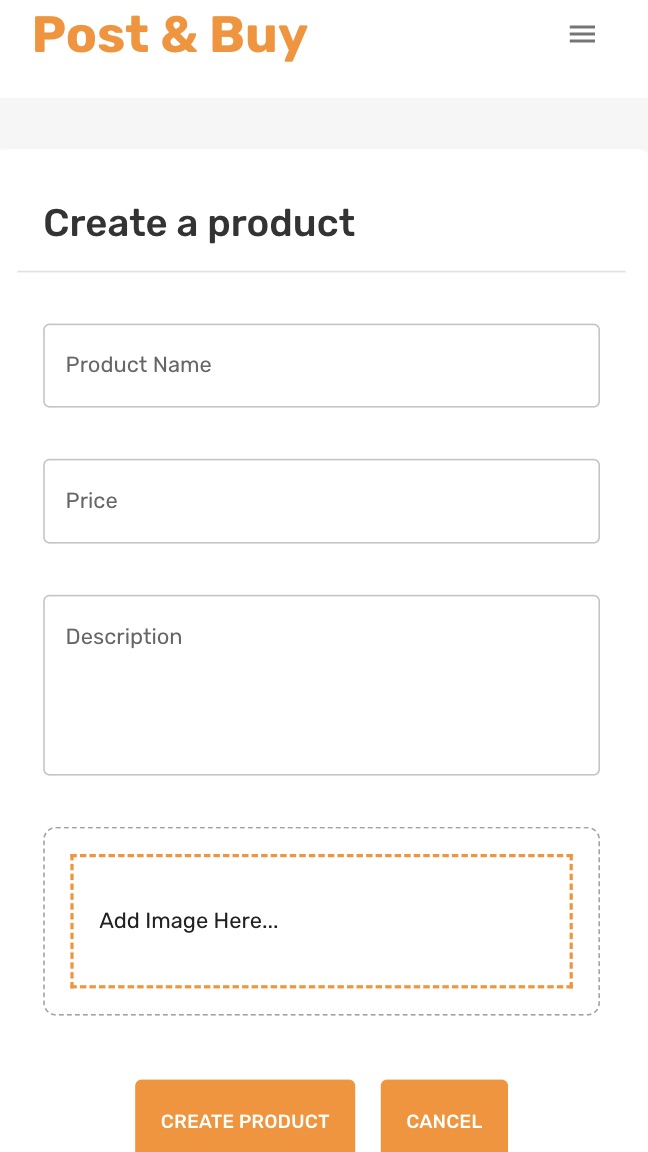 Post & Buy
Create a product
Product Name
Price
Description
Add Image Here...
CREATE PRODUCT
CANCEL